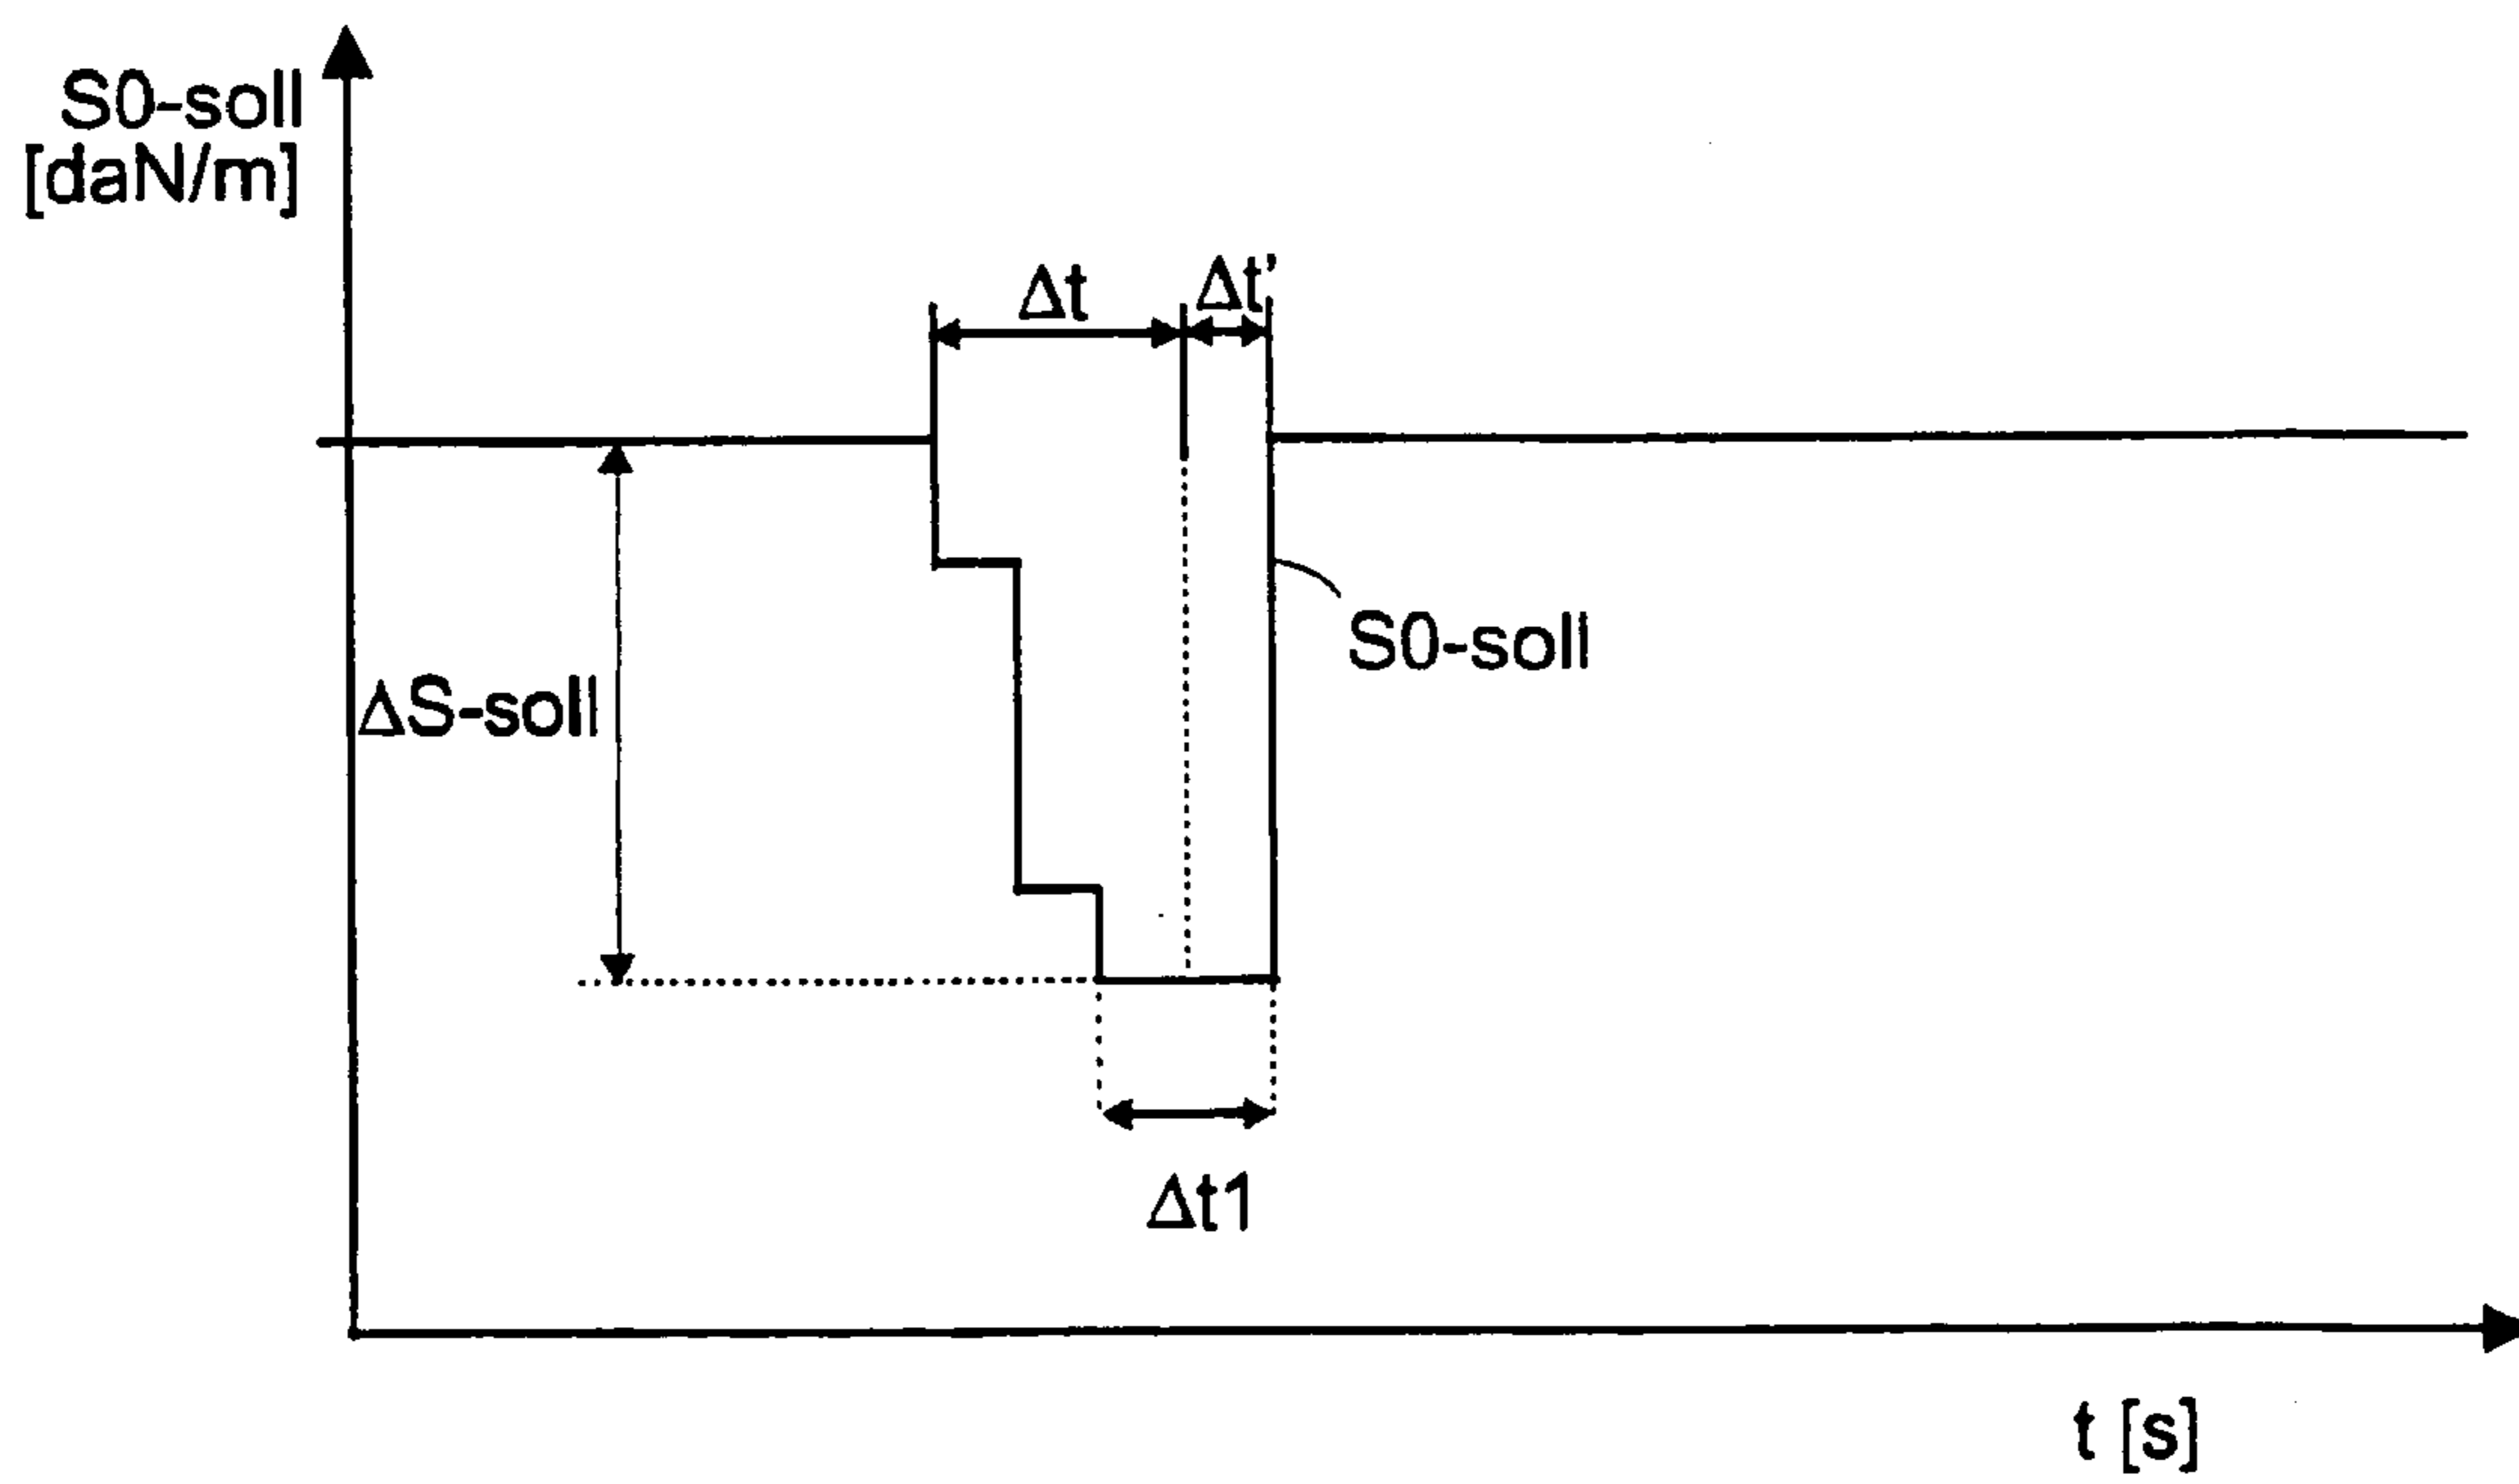 S0-soll
[daN/m]
Δt
Δt’
S0-soll
ΔS-soll
Δt1
t [s]